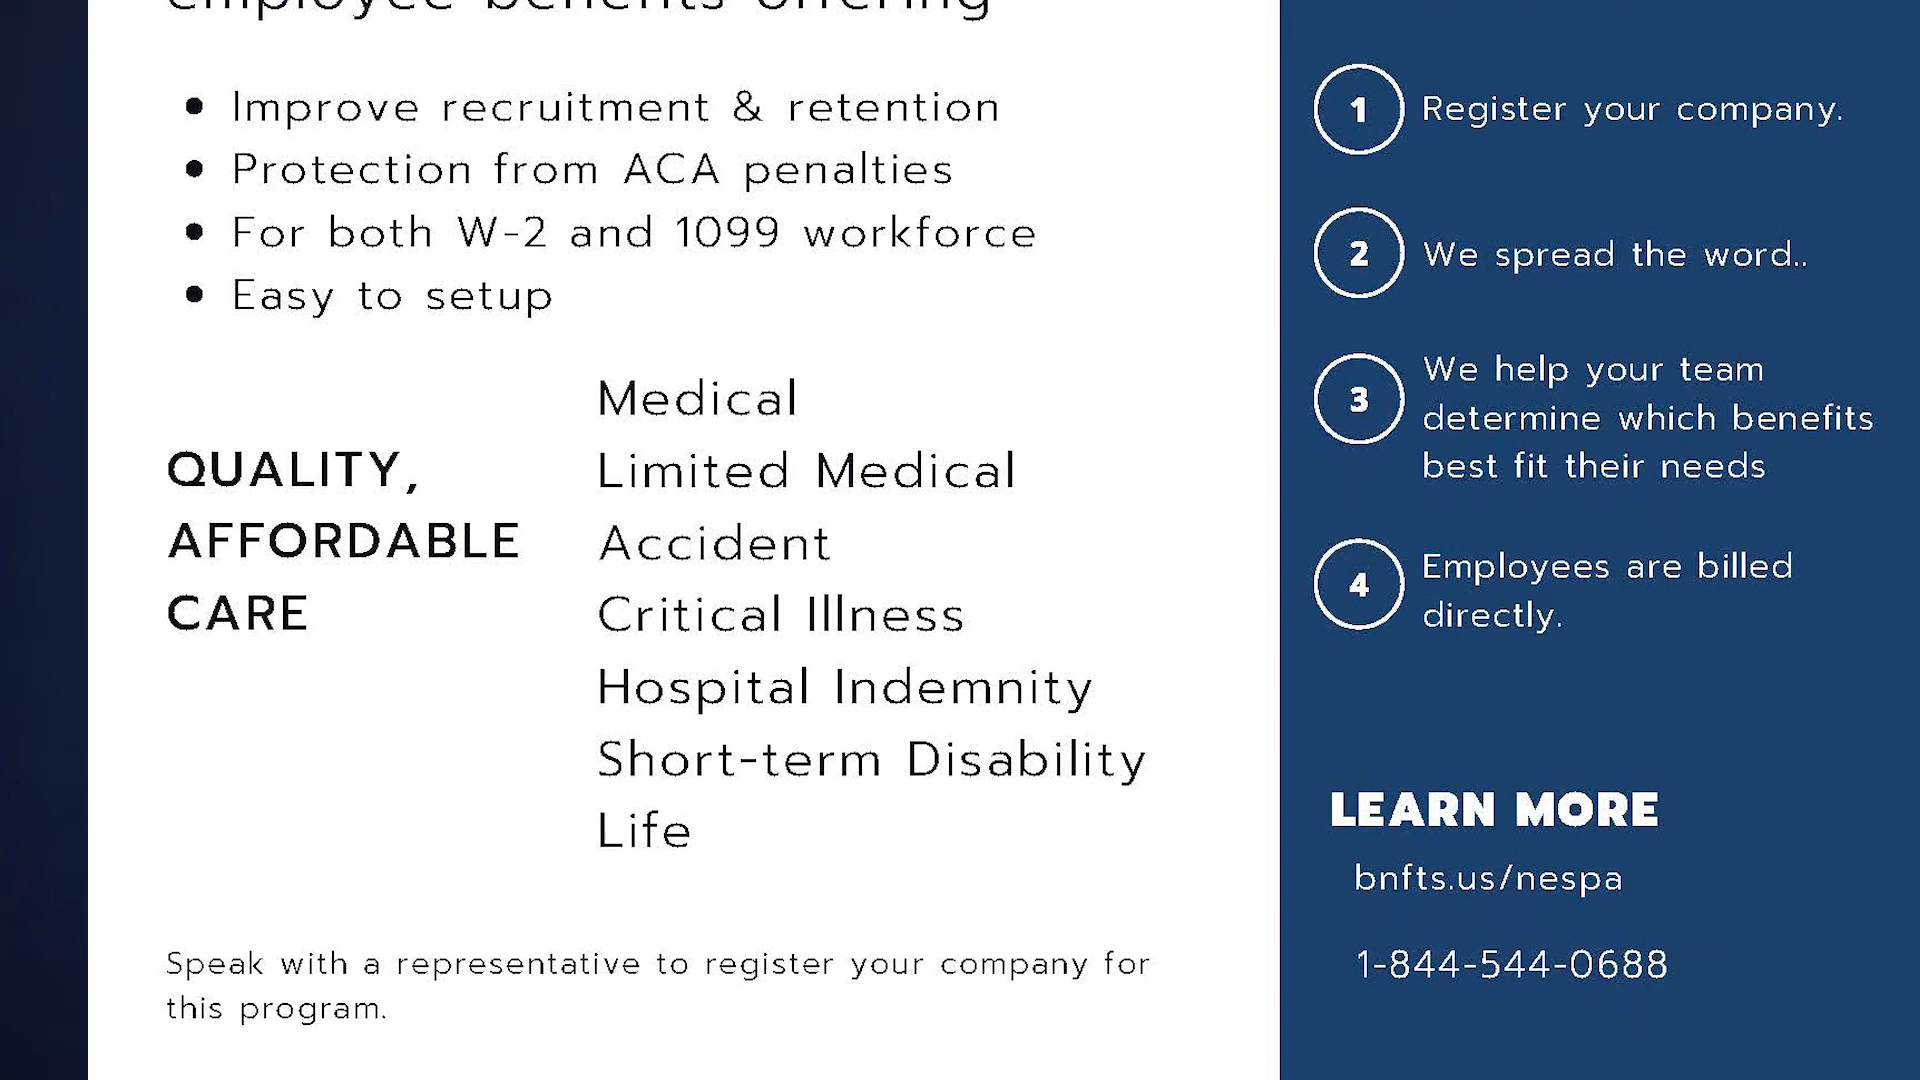 employee benefits offering
• Improve recruitment & retention
• Protection from ACA penalties
• For both W-2 and 1099 workforce
• Easy to setup
QUALITY,
AFFORDABLE
CARE
Medical
Limited Medical
Accident
Critical Illness
Hospital Indemnity
Short-term Disability
Life
Speak with a representative to register your company for
this program.
1 Register your company.
2 We spread the word..
3 We help your team
determine which benefits
best fit their needs
4 Employees are billed
directly.
LEARN MORE
bnfts.us/nespa
1-844-544-0688